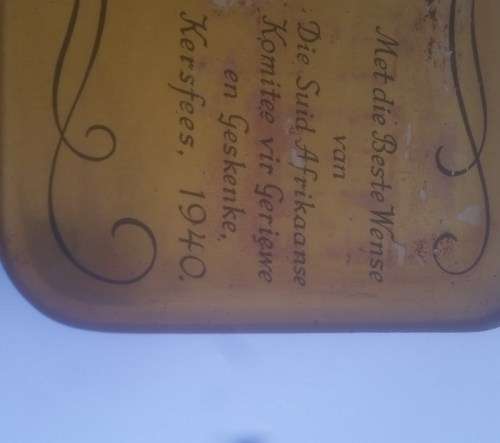 Met die Beste Wense
van
Die Suid Afrikaanse
Komitee vir Geriewe
en Geskenke,
Kersfees, 1940.